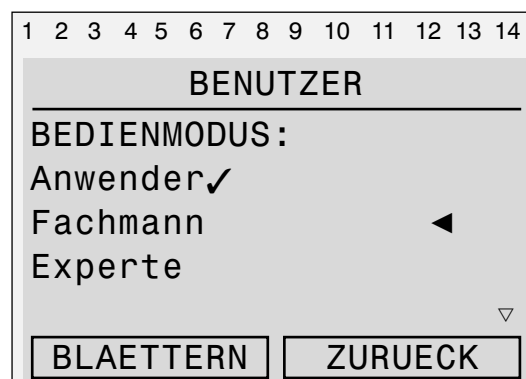 1 2 3 4 5 6 7 8 9 10 11 12 13 14
BENUTZER
BEDIENMODUS:
Anwender✓
Fachmann ◄
Experte
▽
BLAETTERN ZURUECK